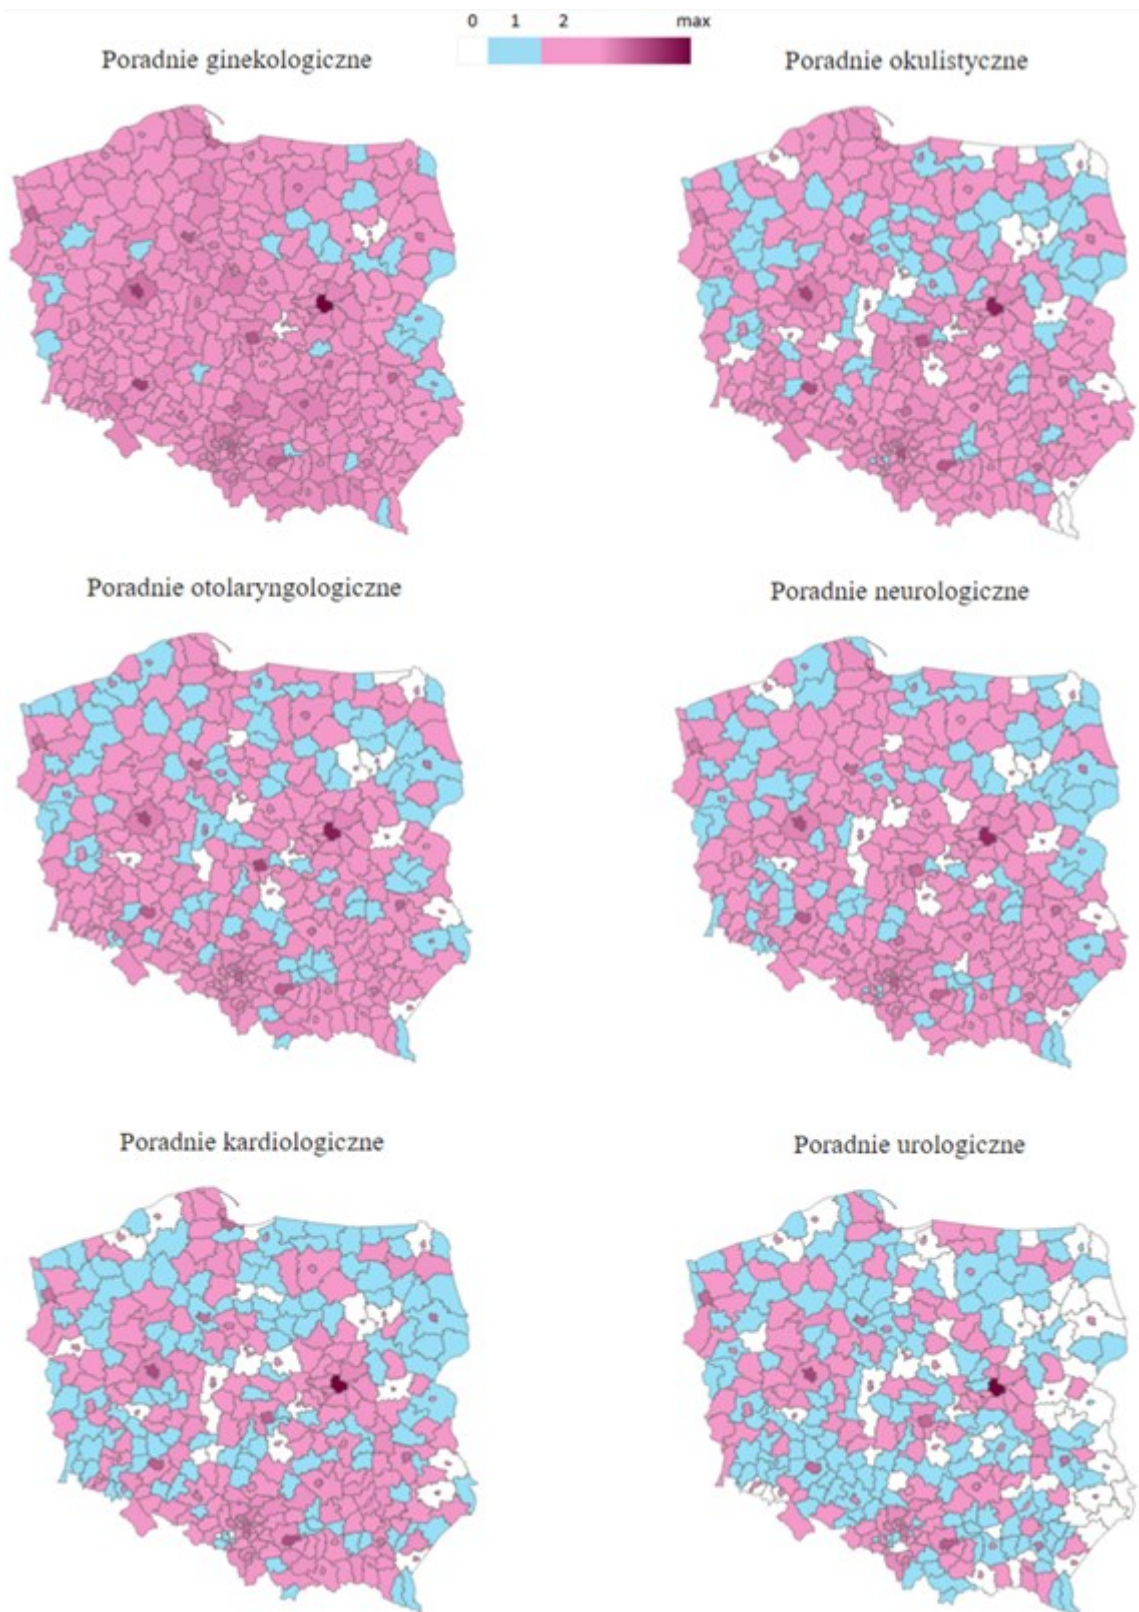 0 1 2 max
Poradnie ginekologiczne
Poradnie okulistyczne
Poradnie otolaryngologiczne
Poradnie neurologiczne
Poradnie kardiologiczne
Poradnie urologiczne